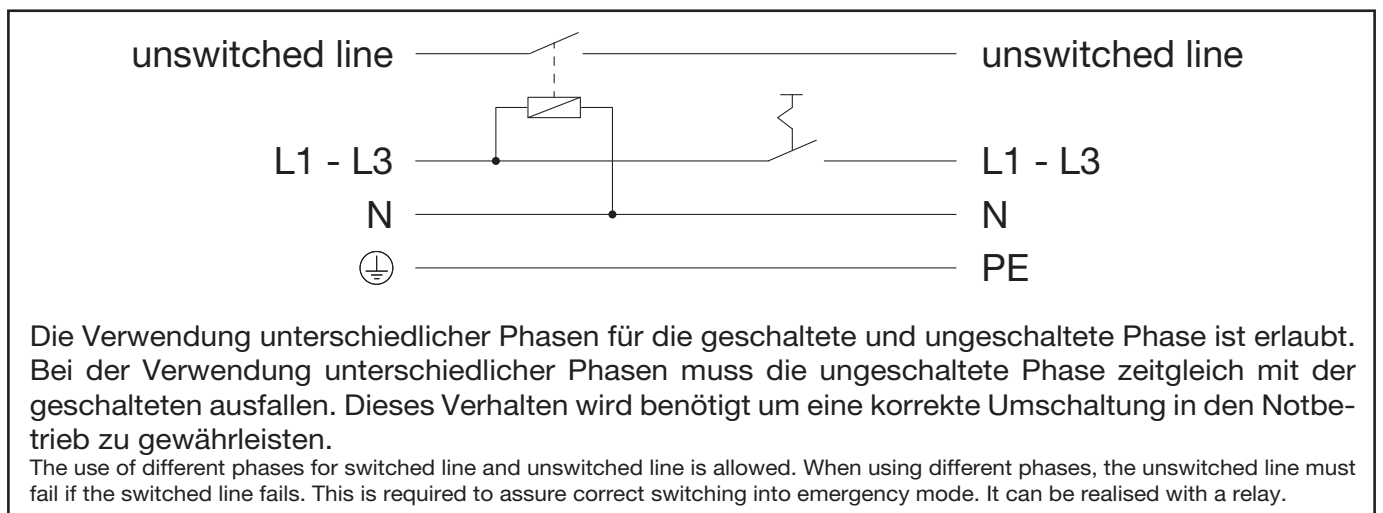 unswitched line unswitched line
L1 - L3 L1 - L3
N N
PE
Die Verwendung unterschiedlicher Phasen für die geschaltete und ungeschaltete Phase ist erlaubt.
Bei der Verwendung unterschiedlicher Phasen muss die ungeschaltete Phase zeitgleich mit der
geschalteten ausfallen. Dieses Verhalten wird benötigt um eine korrekte Umschaltung in den Notbe-
trieb zu gewährleisten.
The use of different phases for switched line and unswitched line is allowed. When using different phases, the unswitched line must
fail if the switched line fails. This is required to assure correct switching into emergency mode. It can be realised with a relay.